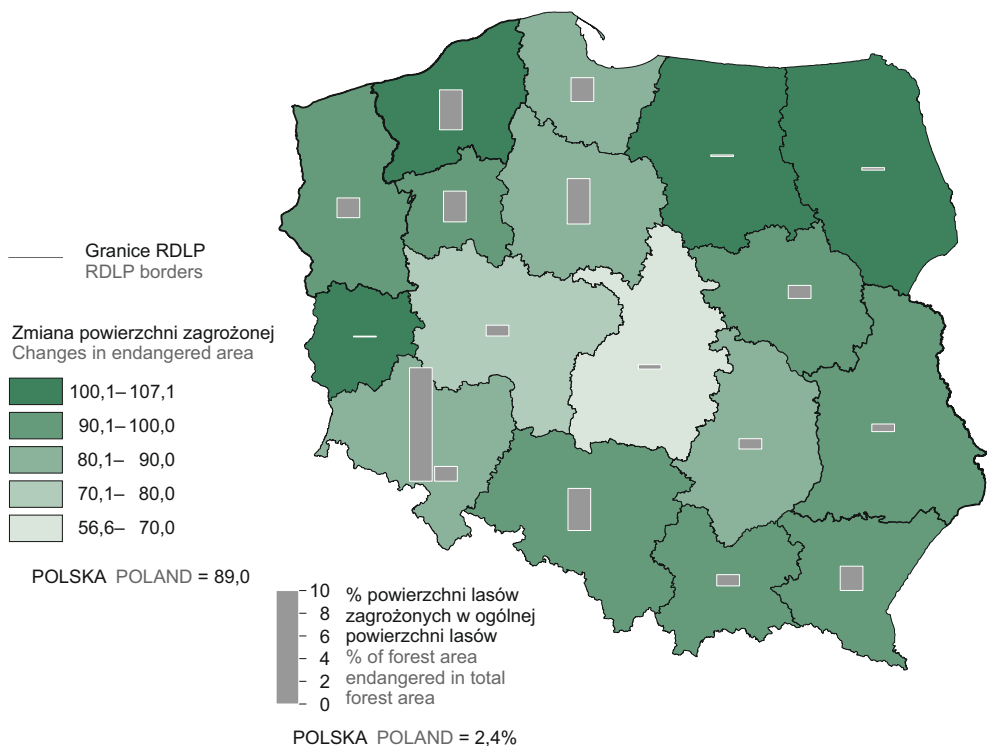 Granice RDLP
RDLP borders
Zmiana powierzchni zagrożonej
Changes in endangered area
100,1– 107,1
90,1– 100,0
80,1– 90,0
70,1– 80,0
56,6– 70,0
POLSKA POLAND = 89,0
10
8
6
4
2
0
% powierzchni lasów
zagrożonych w ogólnej
powierzchni lasów
% of forest area
endangered in total
forest area
POLSKA POLAND = 2,4%